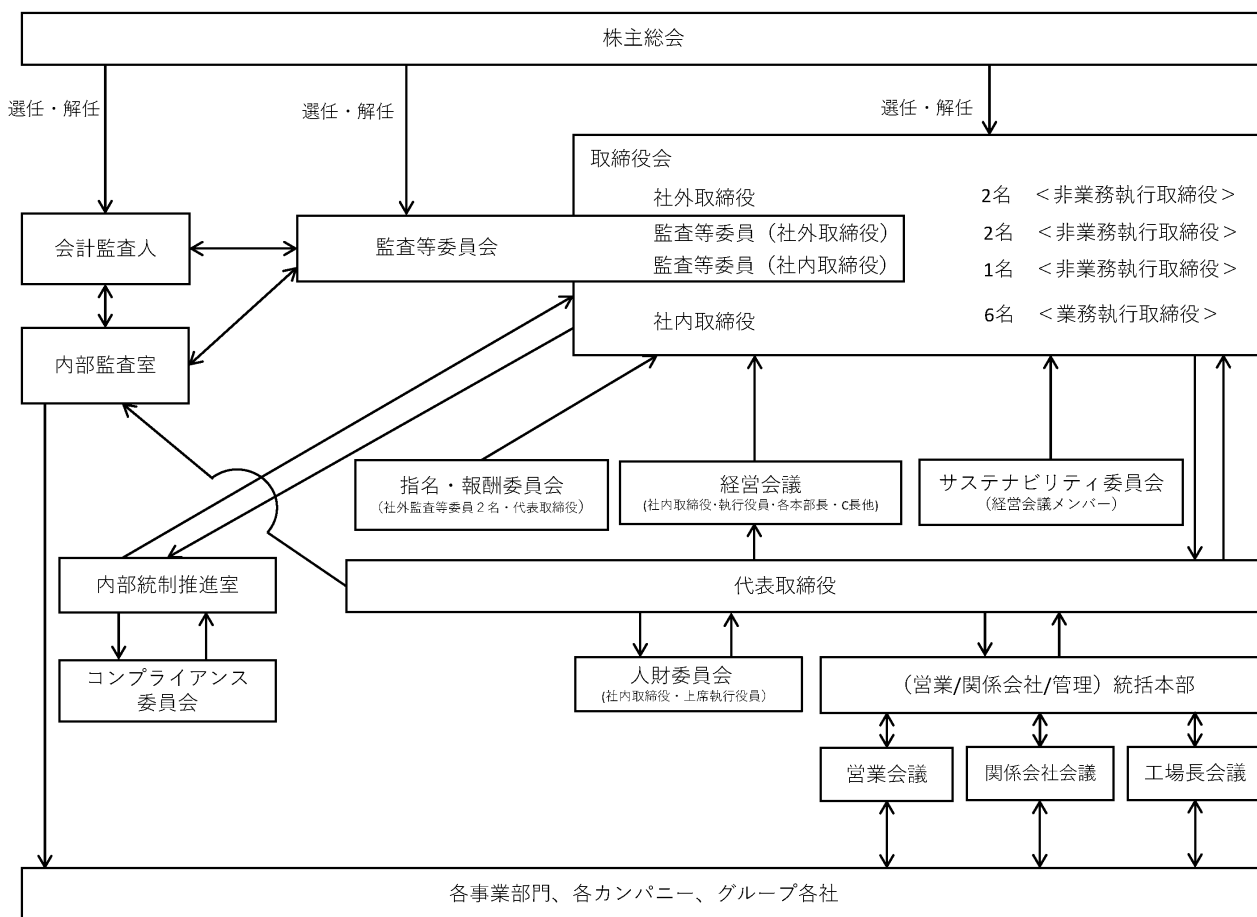 株主総会
選任・解任
選任・解任
選任・解任
取締役会
社外取締役 2名 <非業務執行取締役>
会計監査人
監査等委員会
監査等委員(社外取締役) 2名 <非業務執行取締役>
監査等委員(社内取締役) 1名 <非業務執行取締役>
社内取締役 6名 <業務執行取締役>
内部監査室
指名・報酬委員会
(社外監査等委員2名・代表取締役)
経営会議
(社内取締役・執行役員・各本部長・C長他)
サステナビリティ委員会
(経営会議メンバー)
内部統制推進室
代表取締役
コンプライアンス
委員会
人財委員会
(社内取締役・上席執行役員)
(営業/関係会社/管理)統括本部
営業会議
関係会社会議
工場長会議
各事業部門、各カンパニー、グループ各社